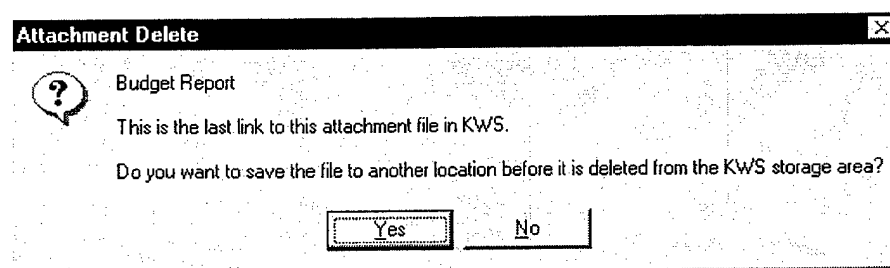 Attachment Delete
Budget Report
This is the last link to this attachment file in KWS.
Do you want to save the file to another location before it is deleted from the KWS storage area?
Yes No